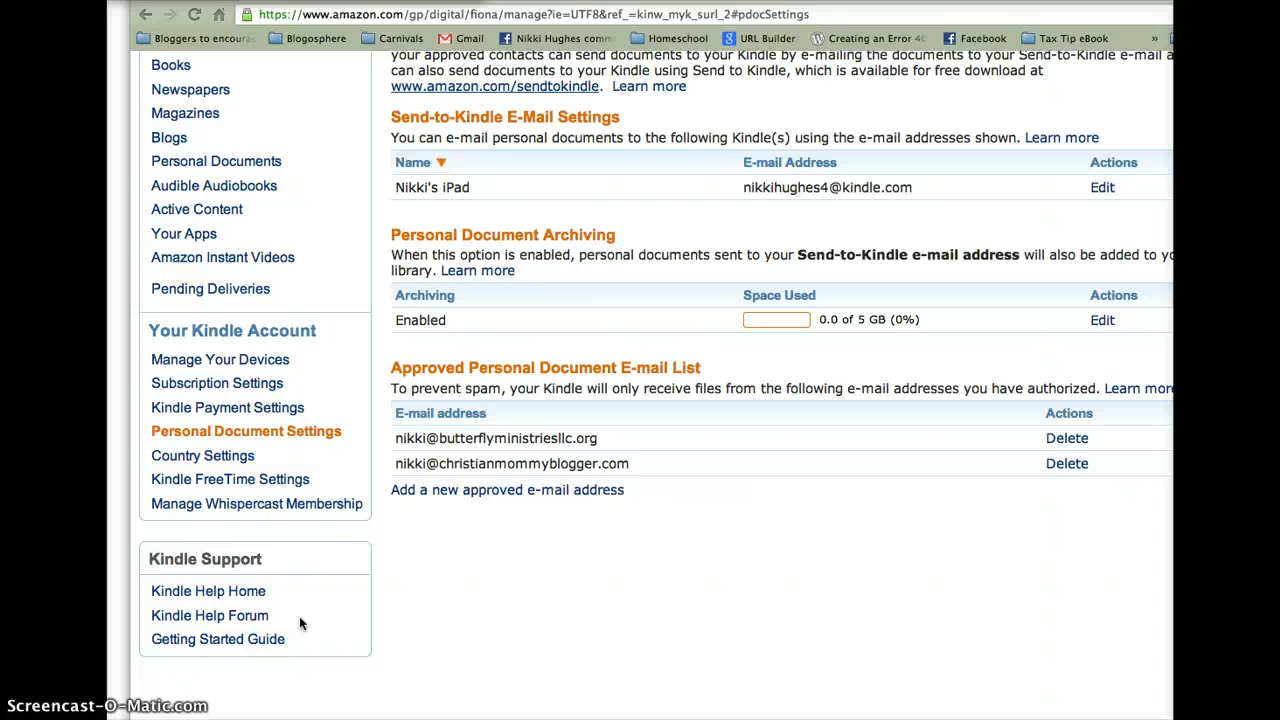 https://www.amazon.com/gp/digital/fiona/manage?ie=UTF8&ref_=kinw_myk_surl_2#pdocSettings
Bloggers to encoura Blogosphere Carnivals Gmail Nikki Hughes comm Homeschool URL Builder Creating an Error 40 Facebook Tax Tip eBook »
Books
Newspapers
Magazines
Blogs
Personal Documents
Audible Audiobooks
Active Content
Your Apps
Amazon Instant Videos
Pending Deliveries
Your Kindle Account
Manage Your Devices
Subscription Settings
Kindle Payment Settings
Personal Document Settings
Country Settings
Kindle FreeTime Settings
Manage Whispercast Membership
Kindle Support
Kindle Help Home
Kindle Help Forum
Getting Started Guide
your approved contacts can send documents to your Kindle by e-mailing the documents to your Send-to-Kindle e-mail a
can also send documents to your Kindle using Send to Kindle, which is available for free download at
www.amazon.com/sendtokindle. Learn more
Send-to-Kindle E-Mail Settings
You can e-mail personal documents to the following Kindle(s) using the e-mail addresses shown. Learn more
Name E-mail Address Actions
Nikki's iPad nikkihughes4@kindle.com Edit
Personal Document Archiving
When this option is enabled, personal documents sent to your Send-to-Kindle e-mail address will also be added to yo
library. Learn more
Archiving Space Used Actions
Enabled 0.0 of 5 GB (0%) Edit
Approved Personal Document E-mail List
To prevent spam, your Kindle will only receive files from the following e-mail addresses you have authorized. Learn more
E-mail address Actions
nikki@butterflyministriesllc.org Delete
nikki@christianmommyblogger.com Delete
Add a new approved e-mail address
Screencast-O-Matic.com